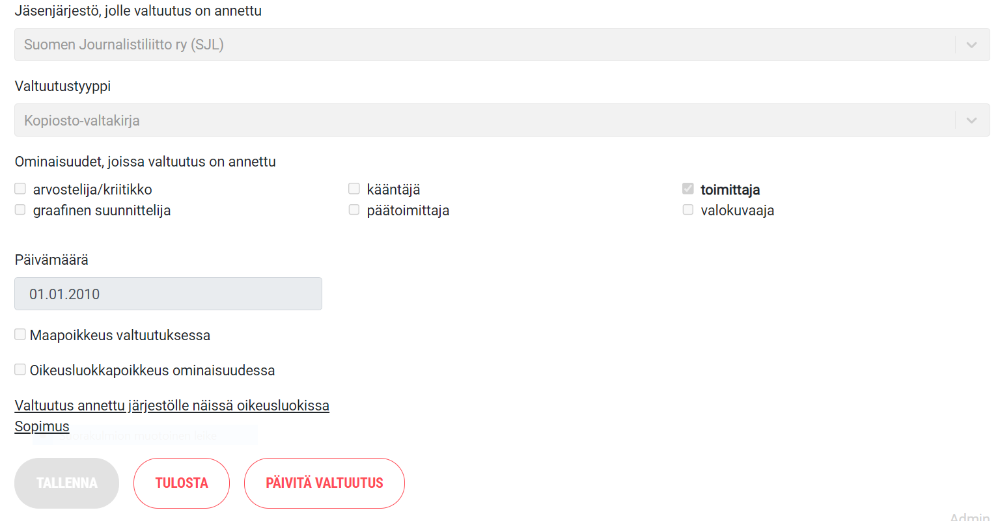 Jäsenjärjestö, jolle valtuutus on annettu
Suomen Journalistiliitto ry (SJL)
Valtuutustyyppi
Kopiosto-valtakirja
Ominaisuudet, joissa valtuutus on annettu
arvostelija/kriitikko kääntäjä toimittaja
graafinen suunnittelija päätoimittaja valokuvaaja
Päivämäärä
01.01.2010
Maapoikkeus valtuutuksessa
Oikeusluokkapoikkeus ominaisuudessa
Valtuutus annettu järjestölle näissä oikeusluokissa
Sopimus
Suorakulmion muotoinen leike
TALLENNA TULOSTA PÄIVITÄ VALTUUTUS
Admin